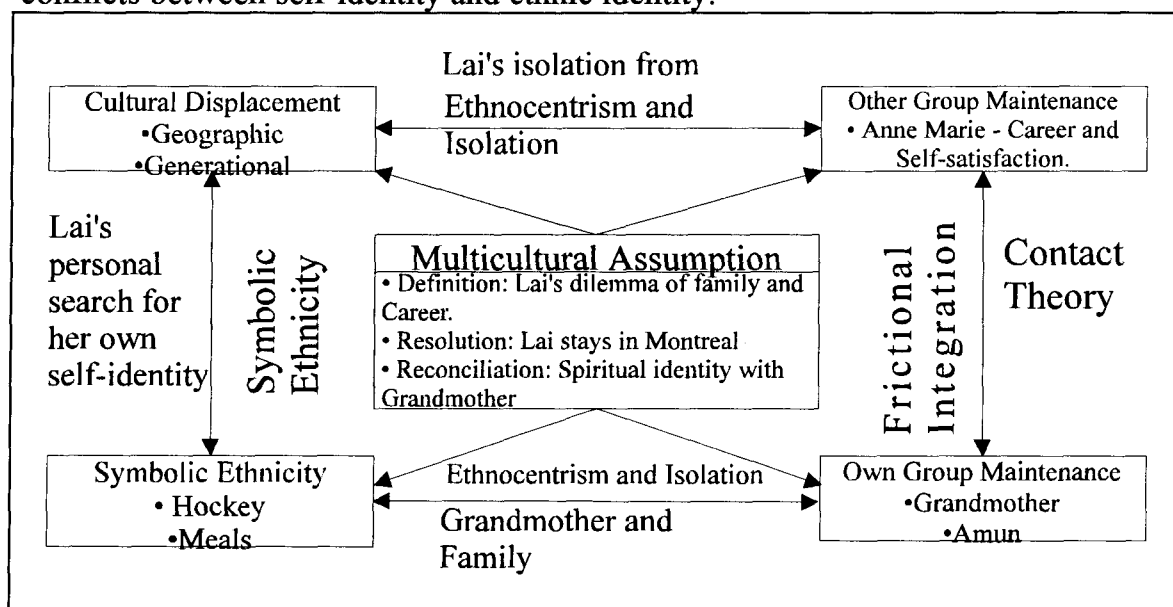 conflicts between self-identity and ethnic identity.
Lai's isolation from
Ethnocentrism and
Isolation
Cultural Displacement
•Geographic
•Generational
Other Group Maintenance
• Anne Marie - Career and
Self-satisfaction.
Lai's
personal
search for
her own
self-identity
Symbolic
Ethnicity
Multicultural Assumption
• Definition: Lai's dilemma of family and
Career.
• Resolution: Lai stays in Montreal
• Reconciliation: Spiritual identity with
Grandmother
Frictional
Integration
Contact
Theory
Symbolic Ethnicity
• Hockey
•Meals
Ethnocentrism and Isolation
Grandmother and
Family
Own Group Maintenance
•Grandmother
•Amun